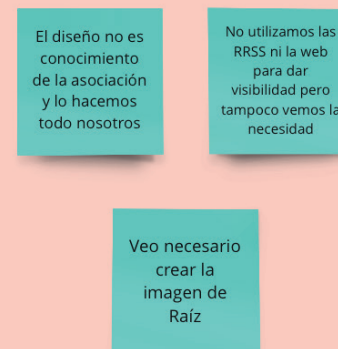 El diseño no es
conocimiento
de la asociación
y lo hacemos
todo nosotros
No utilizamos las
RRSS ni la web
para dar
visibilidad pero
tampoco vemos la
necesidad
Veo necesario
crear la
imagen de
Raíz